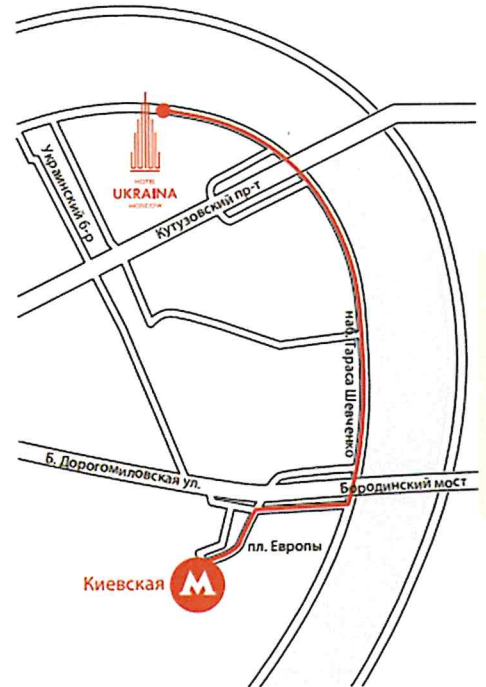 Украинский б-р
HOTEL
UKRAINA
MOSCOW
Кутузовский пр-т
наб. Тараса Шевченко
Б. Дорогомиловская ул.
Бородинский мост
пл. Европы
Киевская
М